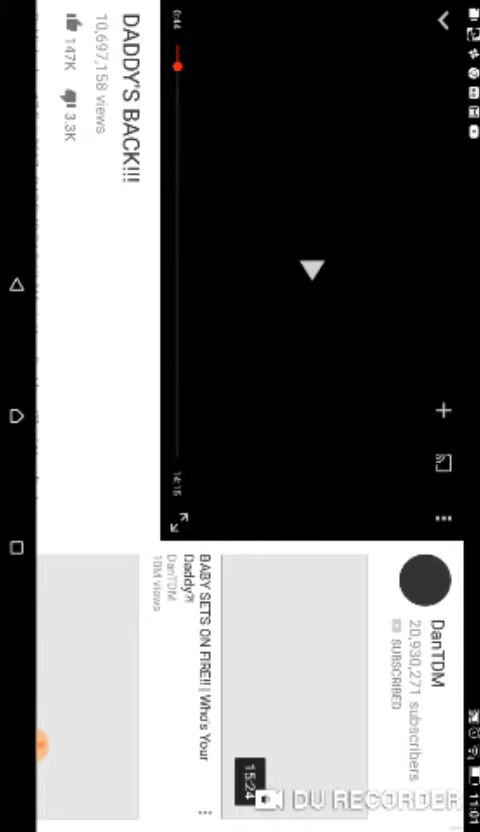 11:01
0:44
14:15
DADDY'S BACK!!!
10,697,158 views
147K
3.3K
DanTDM
20,930,271 subscribers
SUBSCRIBED
15:24
BABY SETS ON FIRE!! | Who's Your
Daddy?!
DanTDM
10M views
DU RECORDER